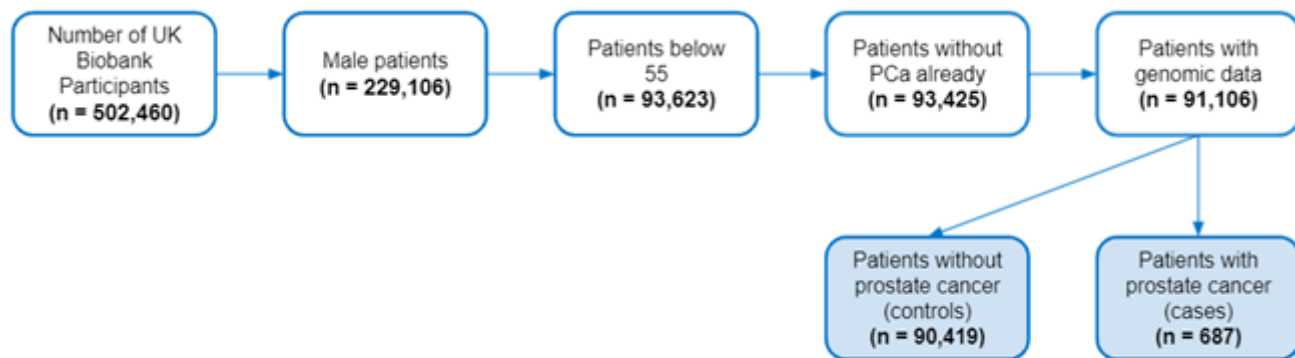 Number of UK
Biobank
Participants
(n = 502,460)
Male patients
(n = 229,106)
Patients below
55
(n = 93,623)
Patients without
PCa already
(n = 93,425)
Patients with
genomic data
(n = 91,106)
Patients without
prostate cancer
(controls)
(n = 90,419)
Patients with
prostate cancer
(cases)
(n = 687)